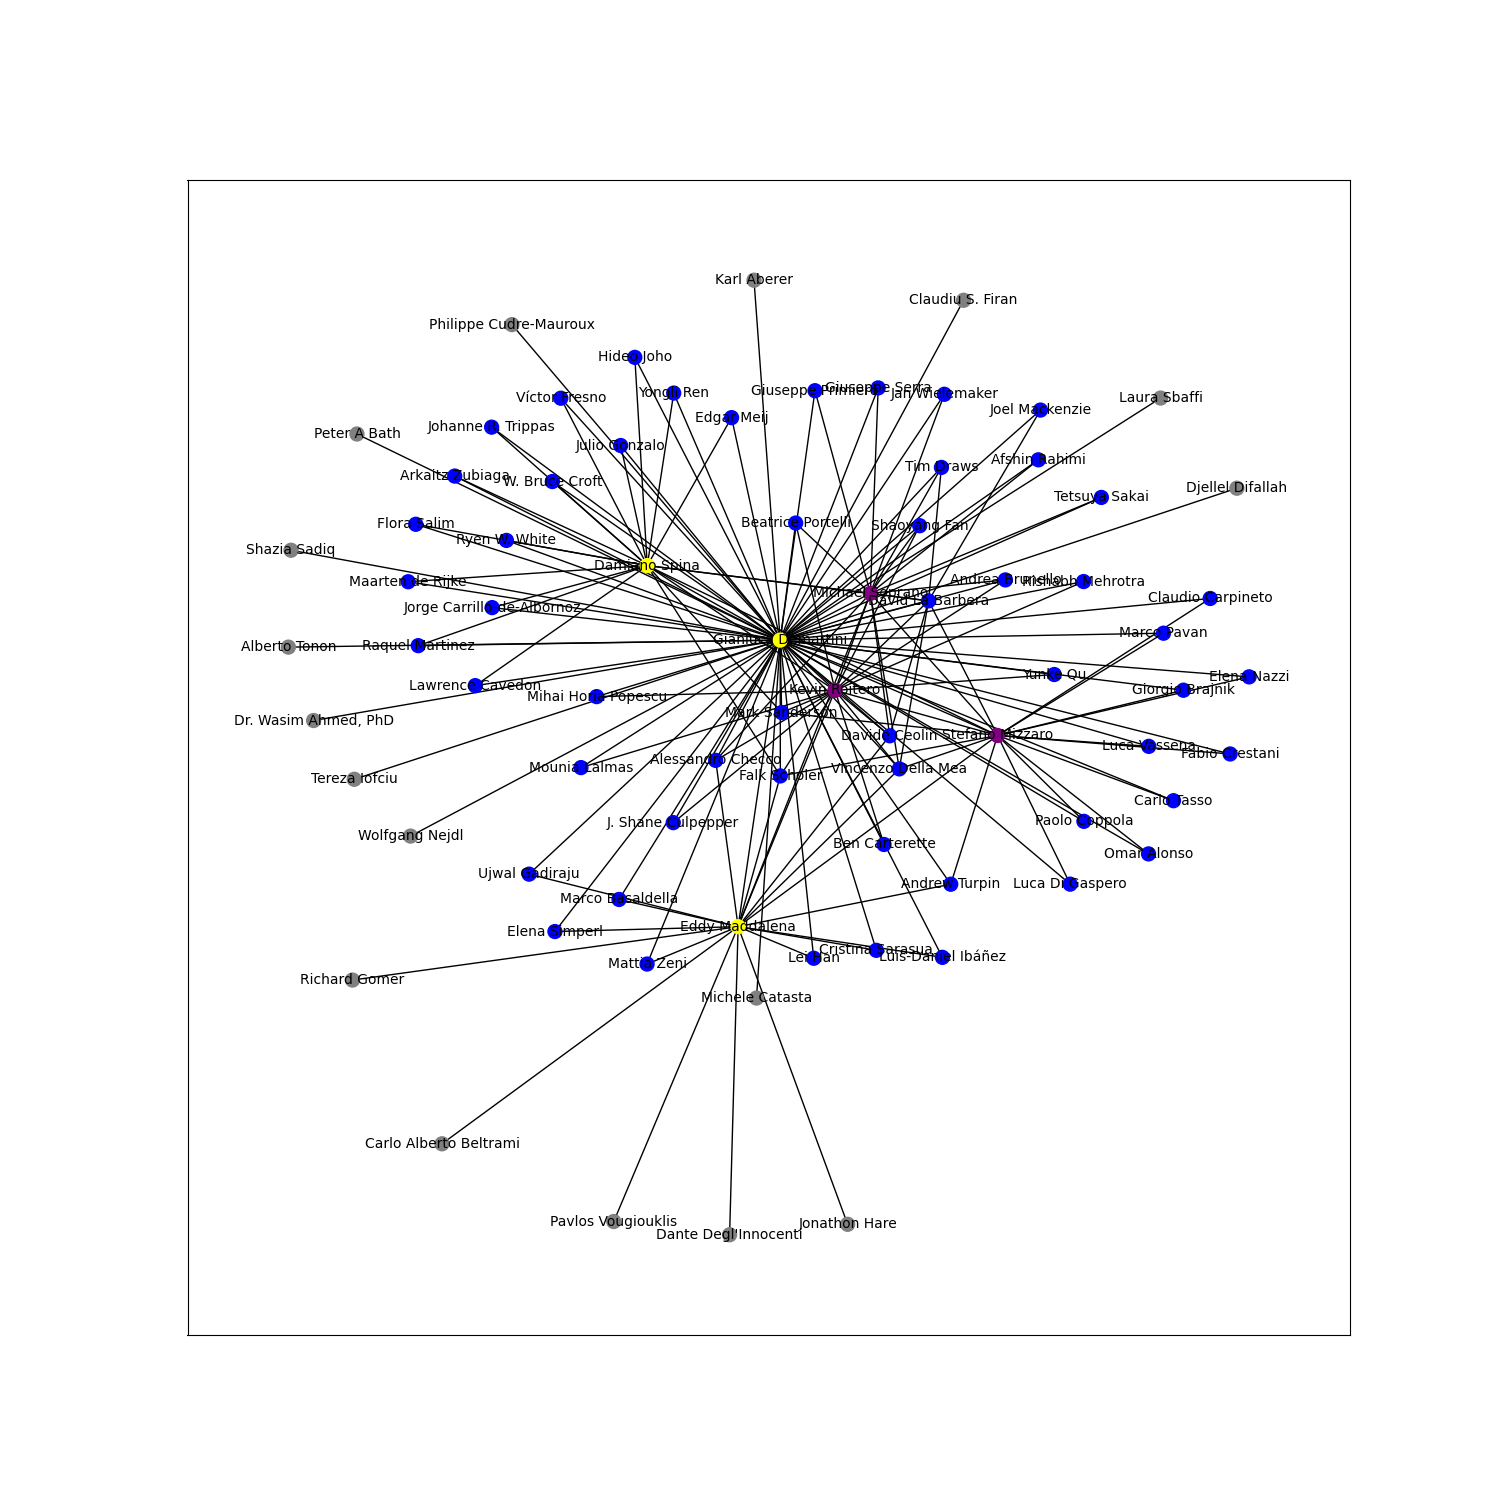 Karl Aberer
Claudiu S. Firan
Philippe Cudre-Mauroux
Hideo Joho
Víctor Fresno
Yongli Ren
Giuseppe Primiero
Giuseppe Serra
Jan Wielemaker
Laura Sbaffi
Joel Mackenzie
Edgar Meij
Peter A Bath
Johanne R. Trippas
Julio Gonzalo
Afshin Rahimi
Tim Draws
Arkaitz Zubiaga
W. Bruce Croft
Djellel Difallah
Tetsuya Sakai
Flora Salim
Beatrice Portelli
Shaoyang Fan
Ryen W. White
Shazia Sadiq
Damiano Spina
Maarten de Rijke
Andrea Brunello
Rishabh Mehrotra
Michael Soprano
David La Barbera
Claudio Carpineto
Jorge Carrillo-de-Albornoz
Marco Pavan
Gianluca Demartini
Alberto Tonon
Raquel Martinez
Yunke Qu
Elena Nazzi
Lawrence Cavedon
Mihai Horia Popescu
Kevin Roitero
Giorgio Brajnik
Mark Sanderson
Dr. Wasim Ahmed, PhD
Davide Ceolin
Stefano Mizzaro
Luca Vassena
Fabio Crestani
Alessandro Checco
Mounia Lalmas
Falk Scholer
Vincenzo Della Mea
Tereza Iofciu
Carlo Tasso
J. Shane Culpepper
Paolo Coppola
Wolfgang Nejdl
Ben Carterette
Omar Alonso
Ujwal Gadiraju
Andrew Turpin
Luca Di Gaspero
Marco Basaldella
Eddy Maddalena
Elena Simperl
Cristina Sarasua
Lei Han
Luis-Daniel Ibáñez
Mattia Zeni
Richard Gomer
Michele Catasta
Carlo Alberto Beltrami
Pavlos Vougiouklis
Jonathon Hare
Dante Degl'Innocenti